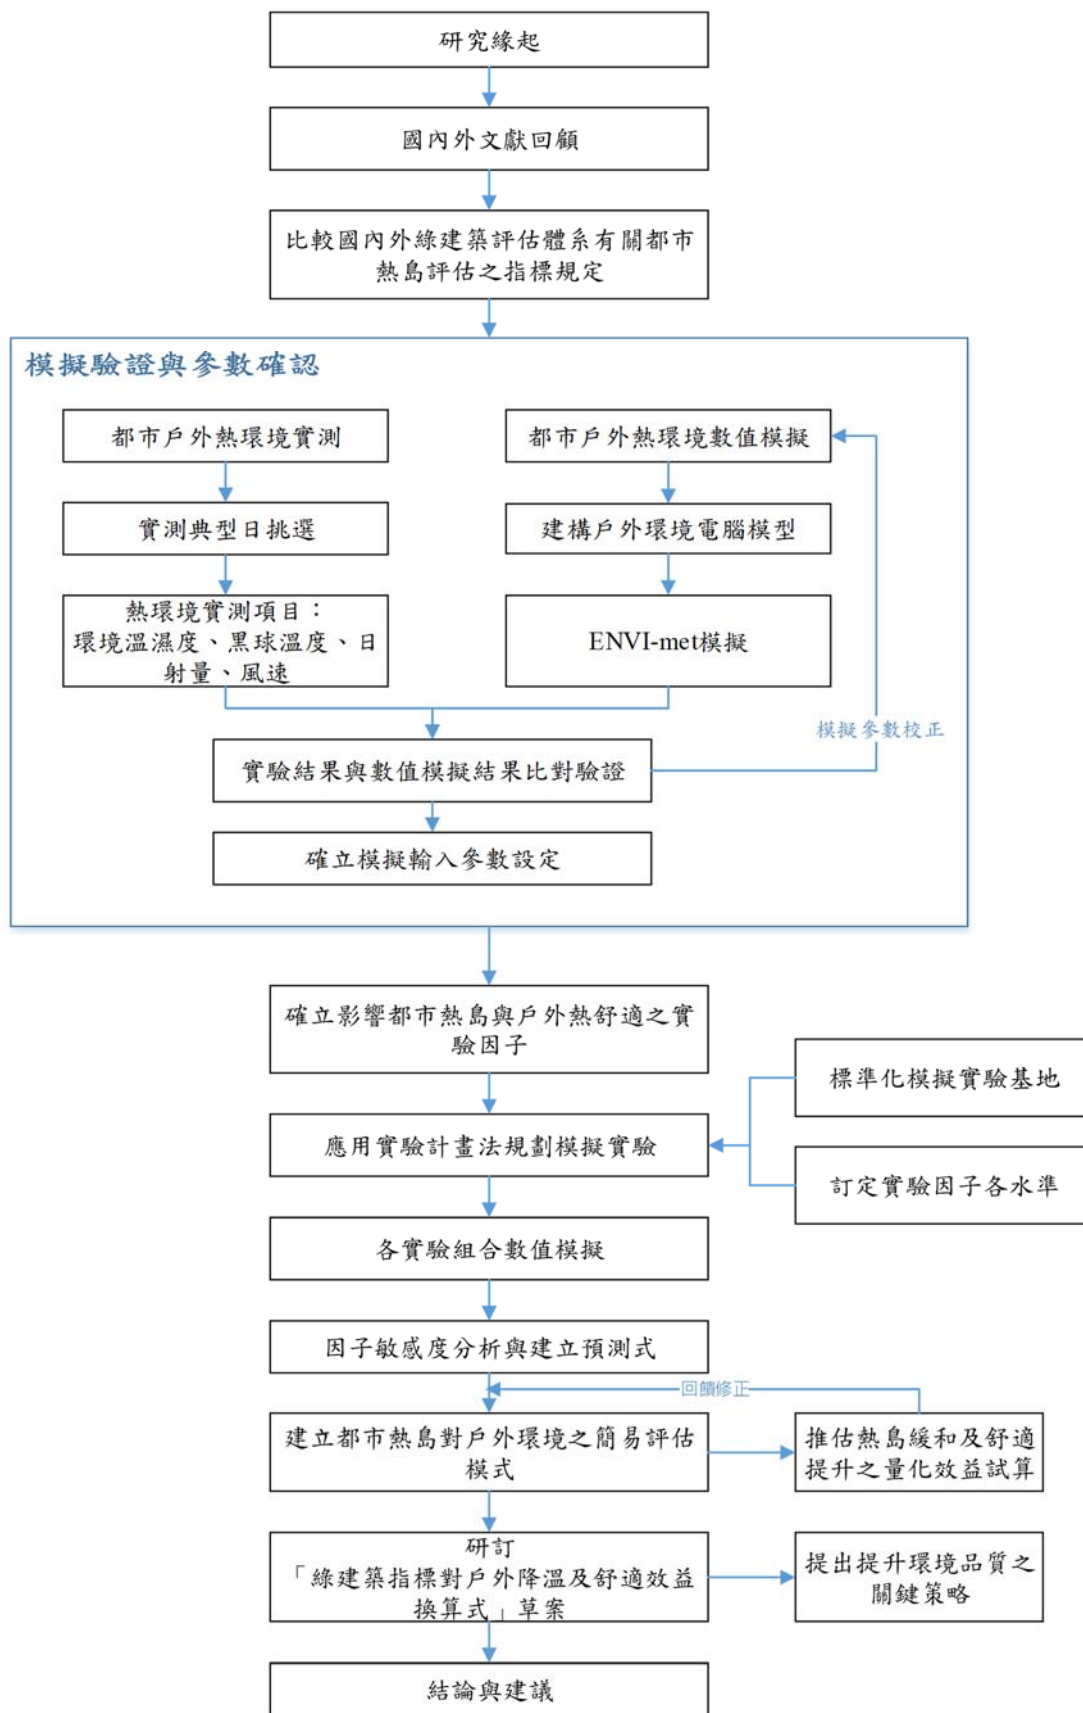 研究緣起
國內外文獻回顧
比較國內外綠建築評估體系有關都市
熱島評估之指標規定
模擬驗證與參數確認
都市戶外熱環境實測
都市戶外熱環境數值模擬
實測典型日挑選
建構戶外環境電腦模型
熱環境實測項目：
環境溫濕度、黑球溫度、日
射量、風速
ENVI-met模擬
模擬參數校正
實驗結果與數值模擬結果比對驗證
確立模擬輸入參數設定
確立影響都市熱島與戶外熱舒適之實
驗因子
標準化模擬實驗基地
應用實驗計畫法規劃模擬實驗
訂定實驗因子各水準
各實驗組合數值模擬
因子敏感度分析與建立預測式
回饋修正
建立都市熱島對戶外環境之簡易評估
模式
推估熱島緩和及舒適
提升之量化效益試算
研訂
「綠建築指標對戶外降溫及舒適效益
換算式」草案
提出提升環境品質之
關鍵策略
結論與建議